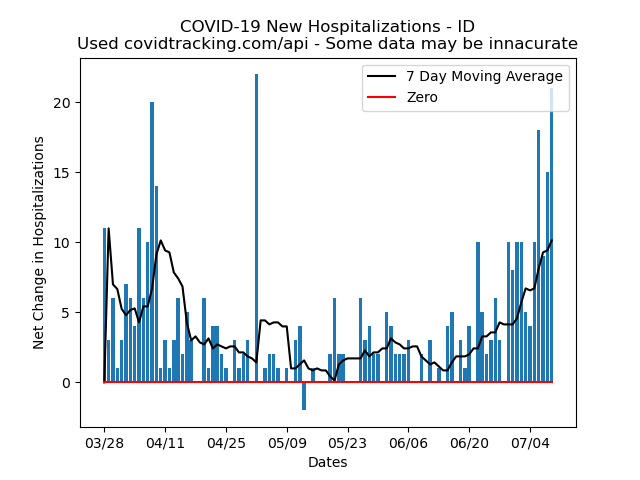 COVID-19 New Hospitalizations - ID
Used covidtracking.com/api - Some data may be innacurate
7 Day Moving Average
Zero
Net Change in Hospitalizations
20
15
10
5
0
03/28 04/11 04/25 05/09 05/23 06/06 06/20 07/04
Dates